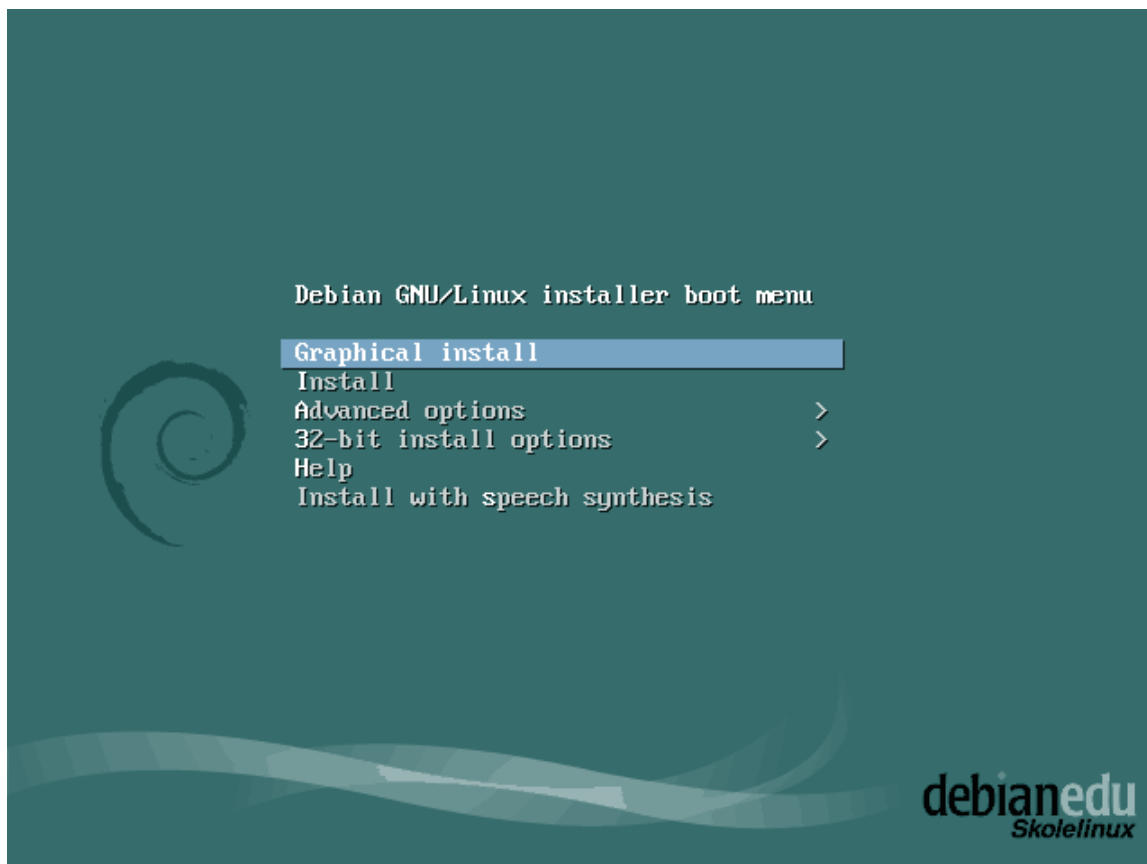 Debian GNU/Linux installer boot menu
Graphical install
Install
Advanced options >
32-bit install options >
Help
Install with speech synthesis
debianedu
Skolelinux